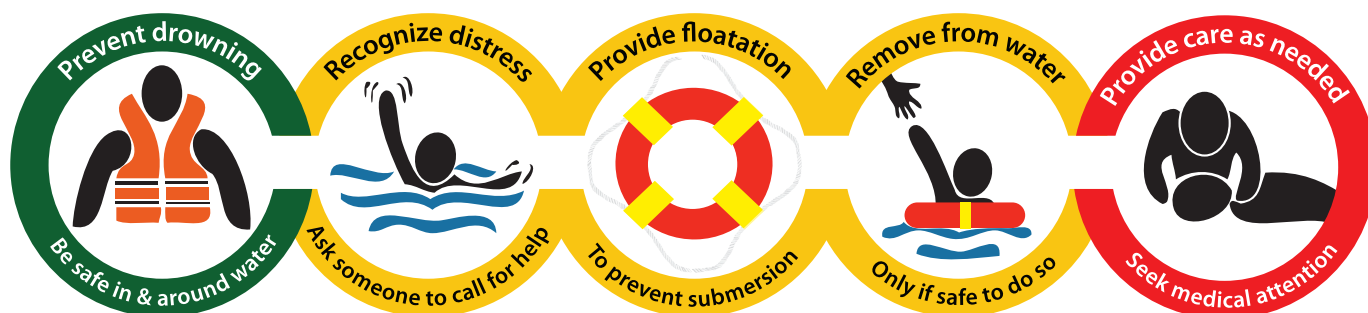 Prevent drowning
Be safe in & around water
Recognize distress
Ask someone to call for help
Provide floatation
To prevent submersion
Remove from water
Only if safe to do so
Provide care as needed
Seek medical attention